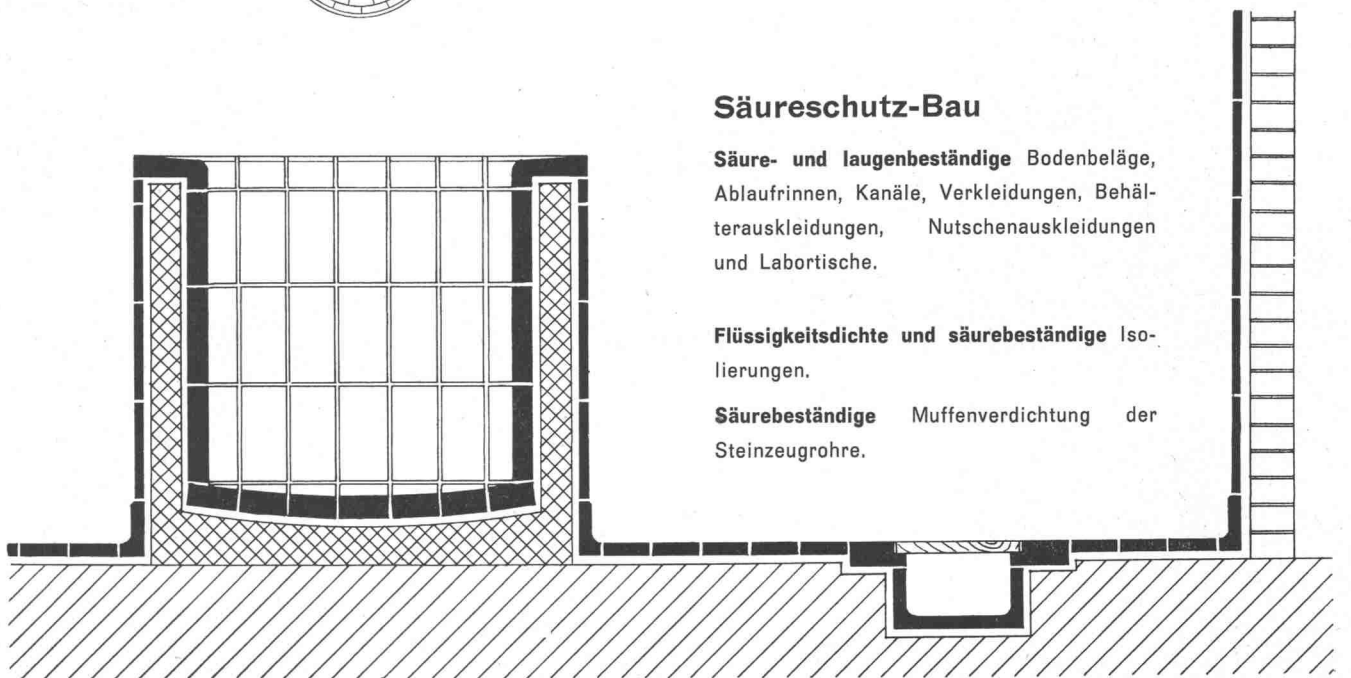 Säureschutz-Bau
Säure- und laugenbeständige Bodenbeläge,
Ablaufrinnen, Kanäle, Verkleidungen, Behäl-
terauskleidungen, Nutschenauskleidungen
und Labortische.
Flüssigkeitsdichte und säurebeständige Iso-
lierungen.
Säurebeständige Muffenverdichtung der
Steinzeugrohre.